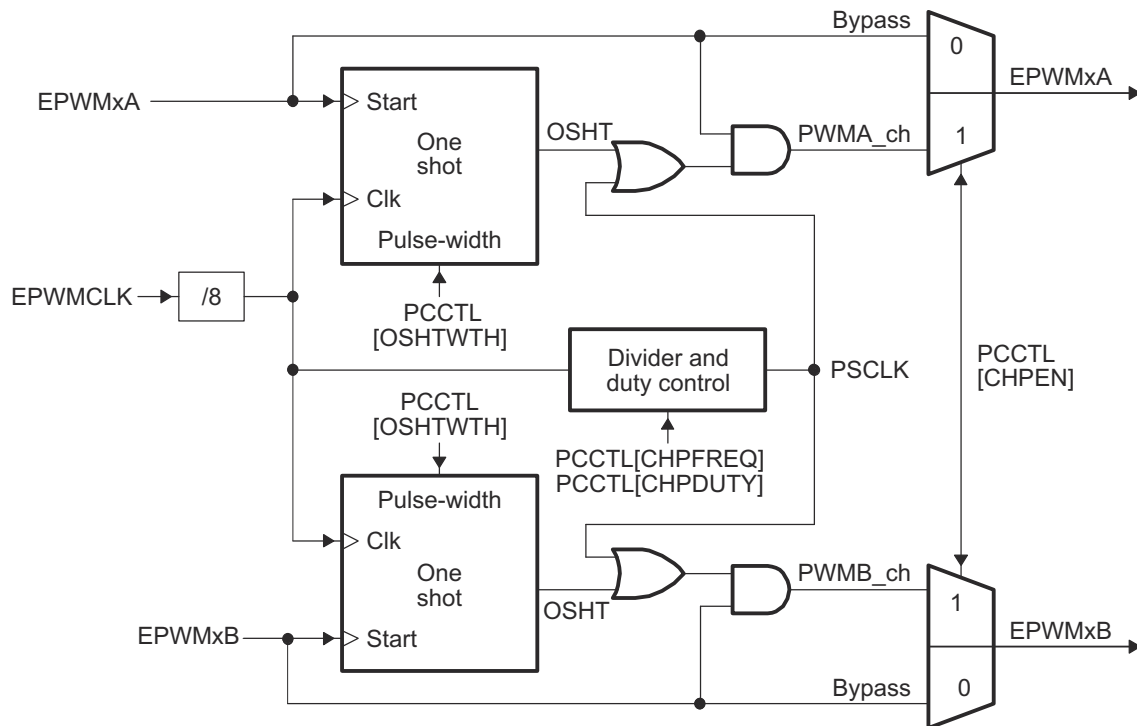 Bypass
0
EPWMxA
EPWMxA
Start
OSHT
PWMA_ch
1
One
shot
Clk
Pulse-width
EPWMCLK
/8
PCCTL
[OSHTWTH]
Divider and
duty control
PSCLK
PCCTL
[CHPEN]
PCCTL
[OSHTWTH]
PCCTL[CHPFREQ]
PCCTL[CHPDUTY]
Pulse-width
Clk
One
shot
OSHT
PWMB_ch
1
EPWMxB
Start
EPWMxB
Bypass
0